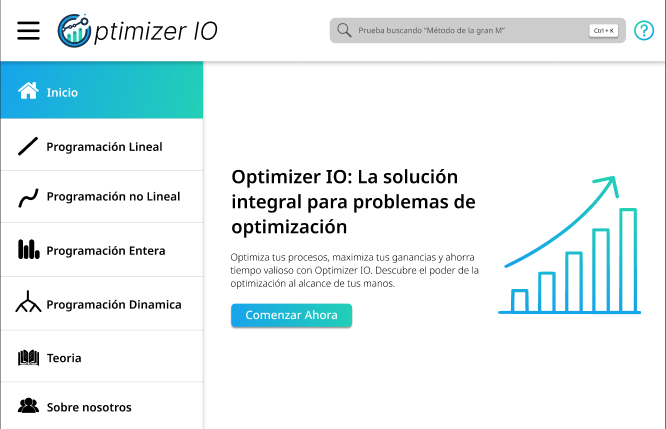 Optimizer IO
Prueba buscando "Método de la gran M"
Ctrl + K
?
Inicio
Programación Lineal
Programación no Lineal
Programación Entera
Programación Dinamica
Teoria
Sobre nosotros
Optimizer IO: La solución
integral para problemas de
optimización
Optimiza tus procesos, maximiza tus ganancias y ahorra
tiempo valioso con Optimizer IO. Descubre el poder de la
optimización al alcance de tus manos.
Comenzar Ahora